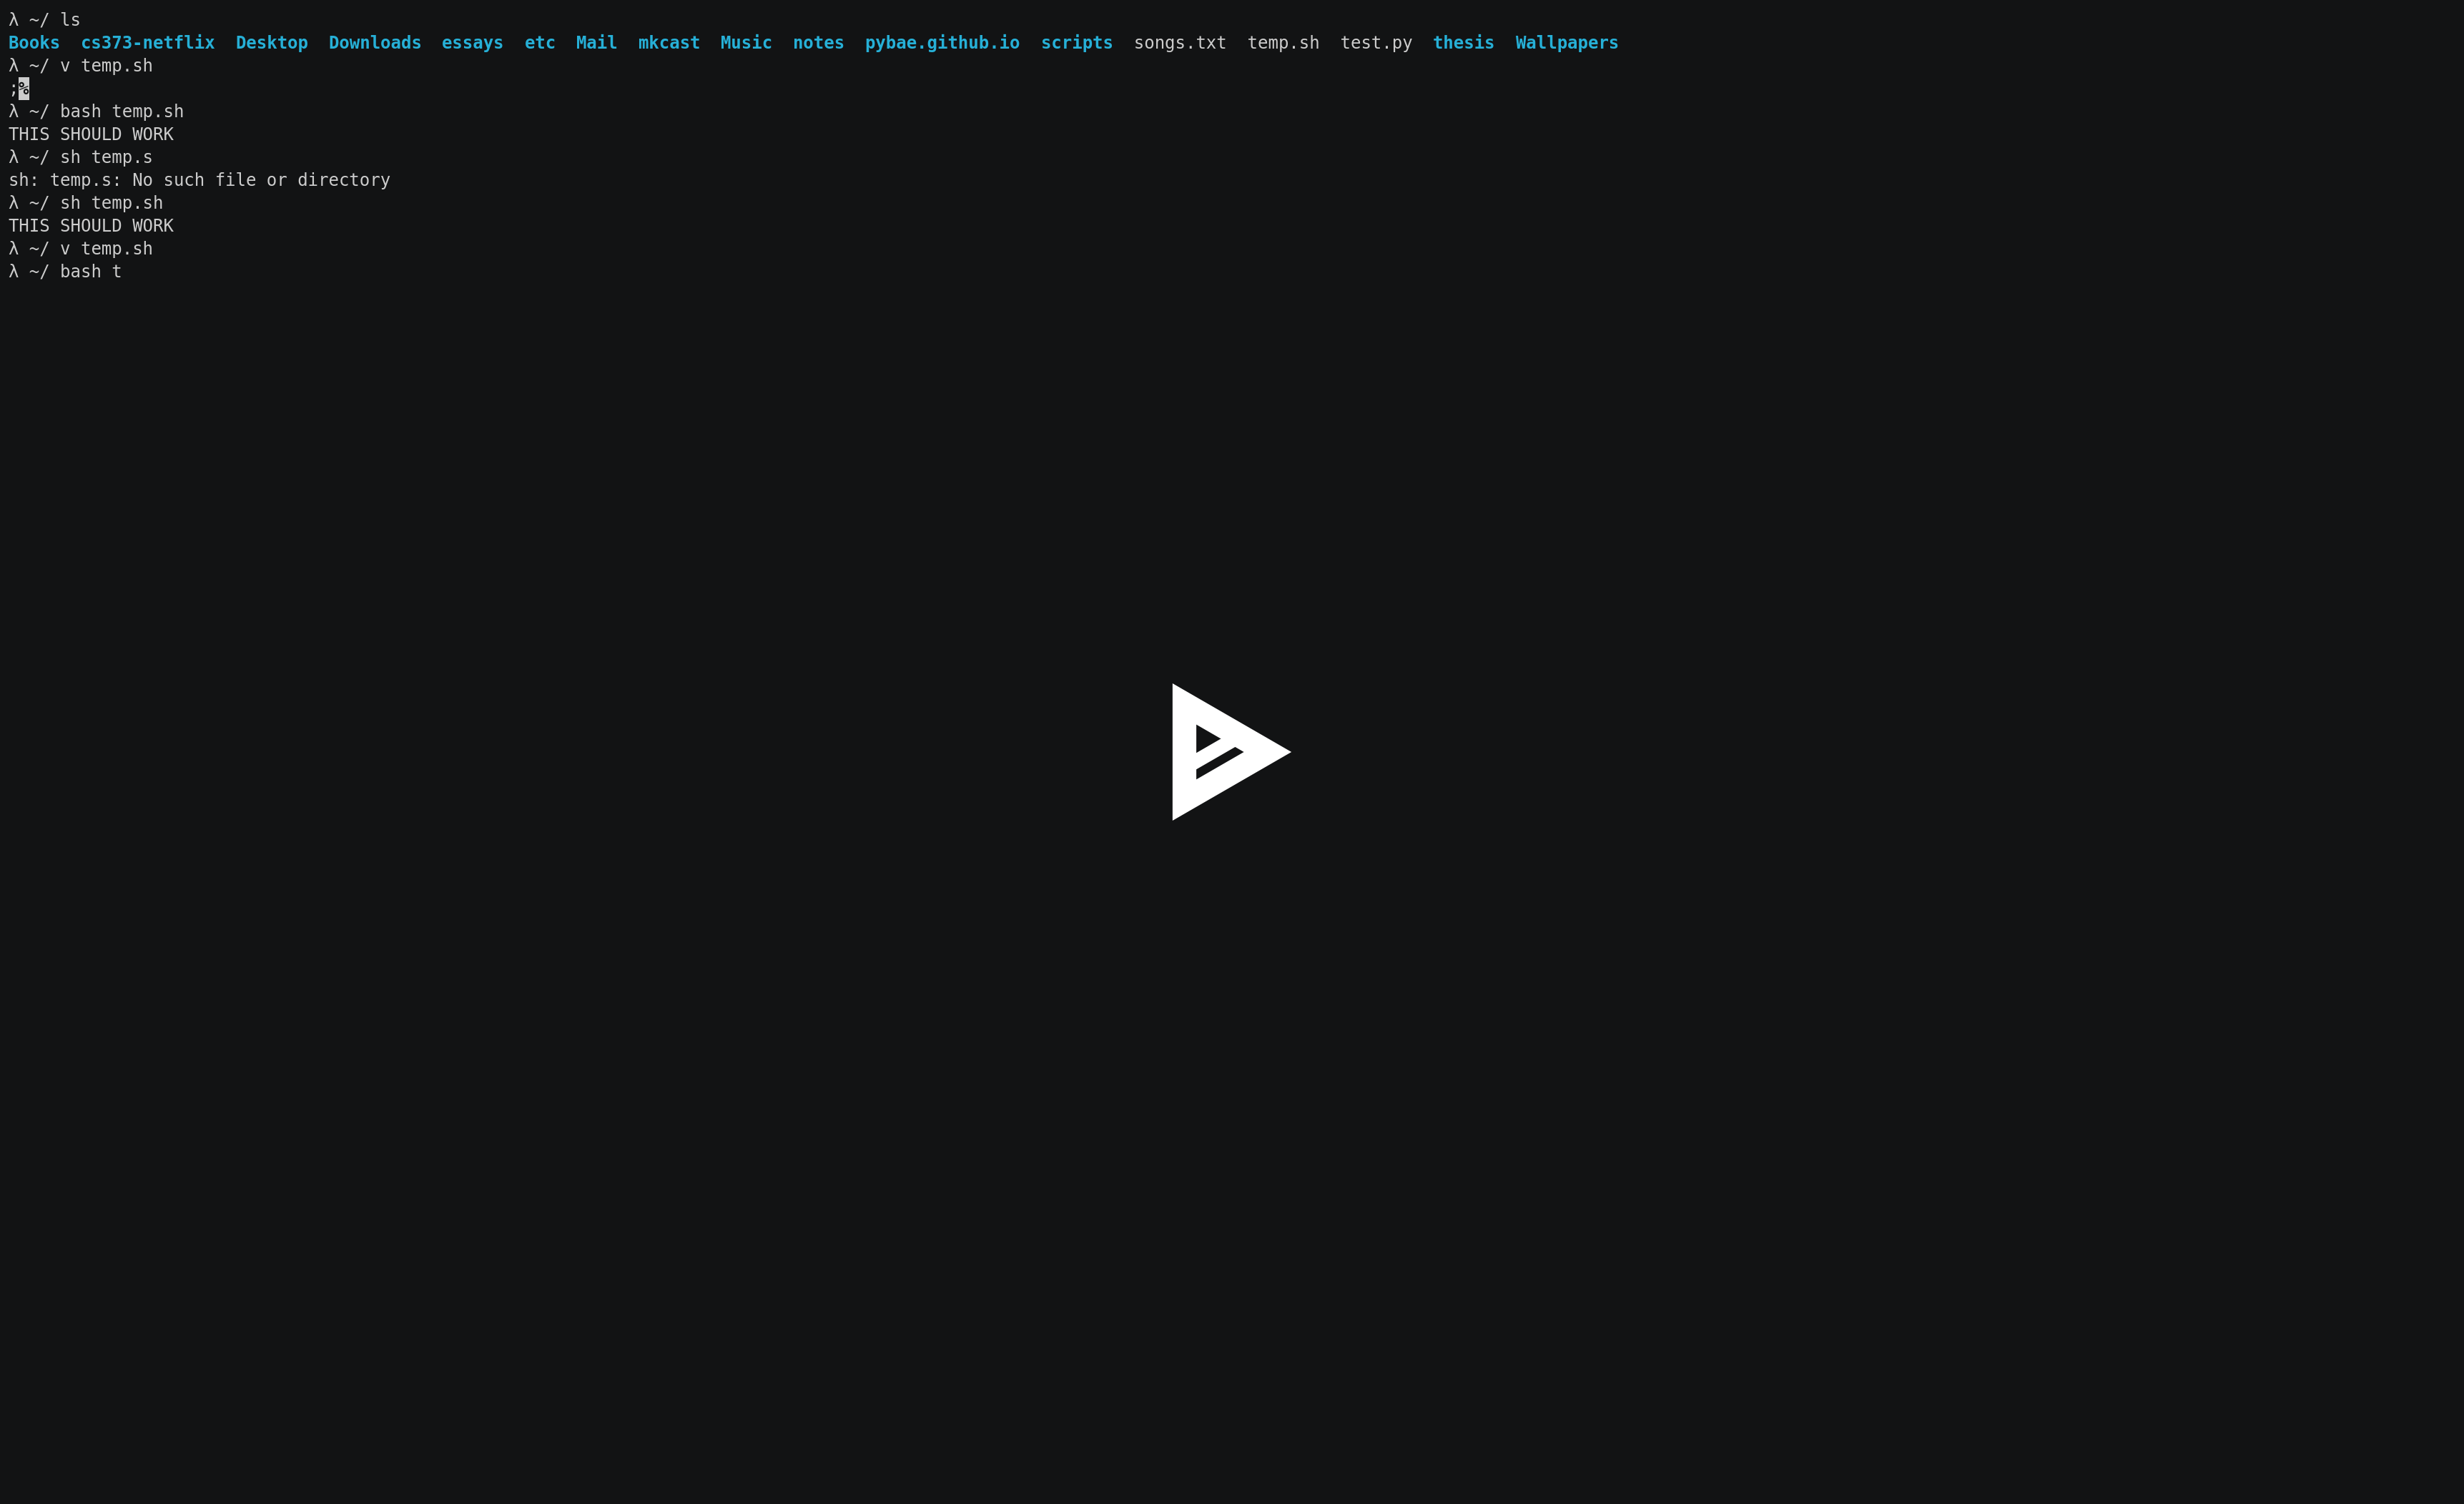 λ ~/ ls
Books  cs373-netflix  Desktop  Downloads  essays  etc  Mail  mkcast  Music  notes  pybae.github.io  scripts  songs.txt  temp.sh  test.py  thesis  Wallpapers
λ ~/ v temp.sh
;%
λ ~/ bash temp.sh
THIS SHOULD WORK
λ ~/ sh temp.s
sh: temp.s: No such file or directory
λ ~/ sh temp.sh
THIS SHOULD WORK
λ ~/ v temp.sh
λ ~/ bash t